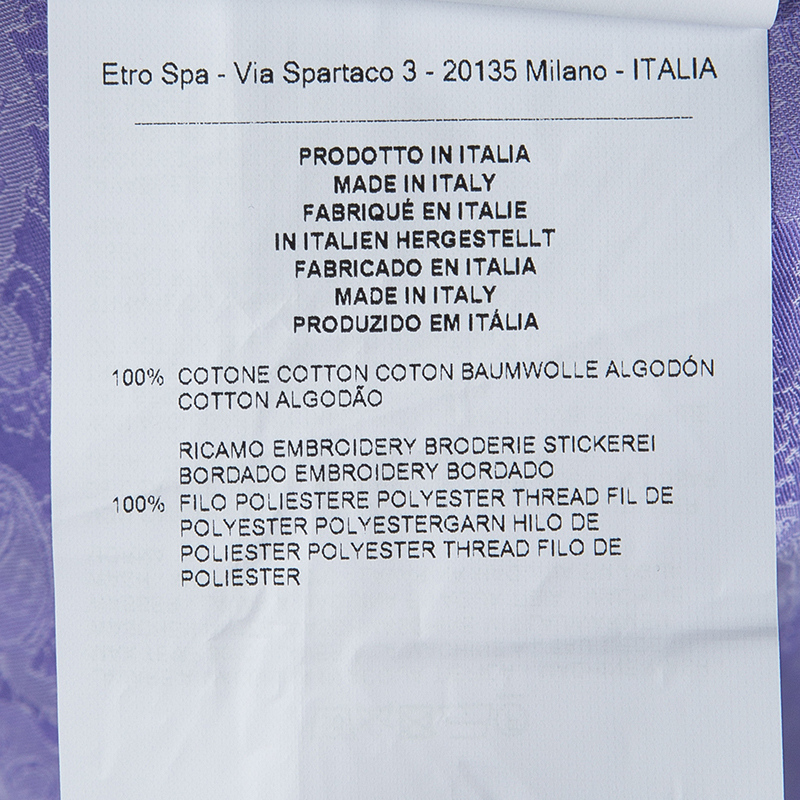 Etro Spa - Via Spartaco 3 - 20135 Milano - ITALIA
PRODOTTO IN ITALIA
MADE IN ITALY
FABRIQUÉ EN ITALIE
IN ITALIEN HERGESTELLT
FABRICADO EN ITALIA
MADE IN ITALY
PRODUZIDO EM ITÁLIA
100% COTONE COTTON COTON BAUMWOLLE ALGODÓN
COTTON ALGODÃO
RICAMO EMBROIDERY BRODERIE STICKEREI
BORDADO EMBROIDERY BORDADO
100% FILO POLIESTERE POLYESTER THREAD FIL DE
POLYESTER POLYESTERGARN HILO DE
POLIESTER POLYESTER THREAD FILO DE
POLIESTER